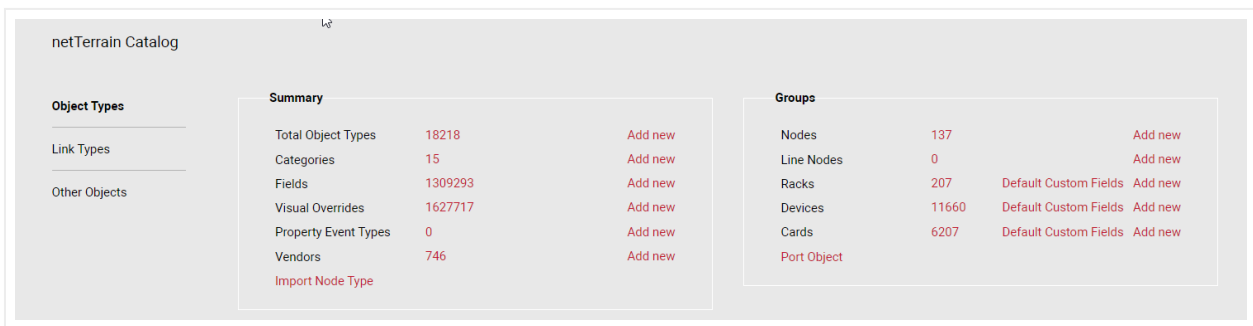 netTerrain Catalog
Object Types
Link Types
Other Objects
Summary
Total Object Types 18218 Add new
Categories 15 Add new
Fields 1309293 Add new
Visual Overrides 1627717 Add new
Property Event Types 0 Add new
Vendors 746 Add new
Import Node Type
Groups
Nodes 137 Add new
Line Nodes 0 Add new
Racks 207 Default Custom Fields Add new
Devices 11660 Default Custom Fields Add new
Cards 6207 Default Custom Fields Add new
Port Object